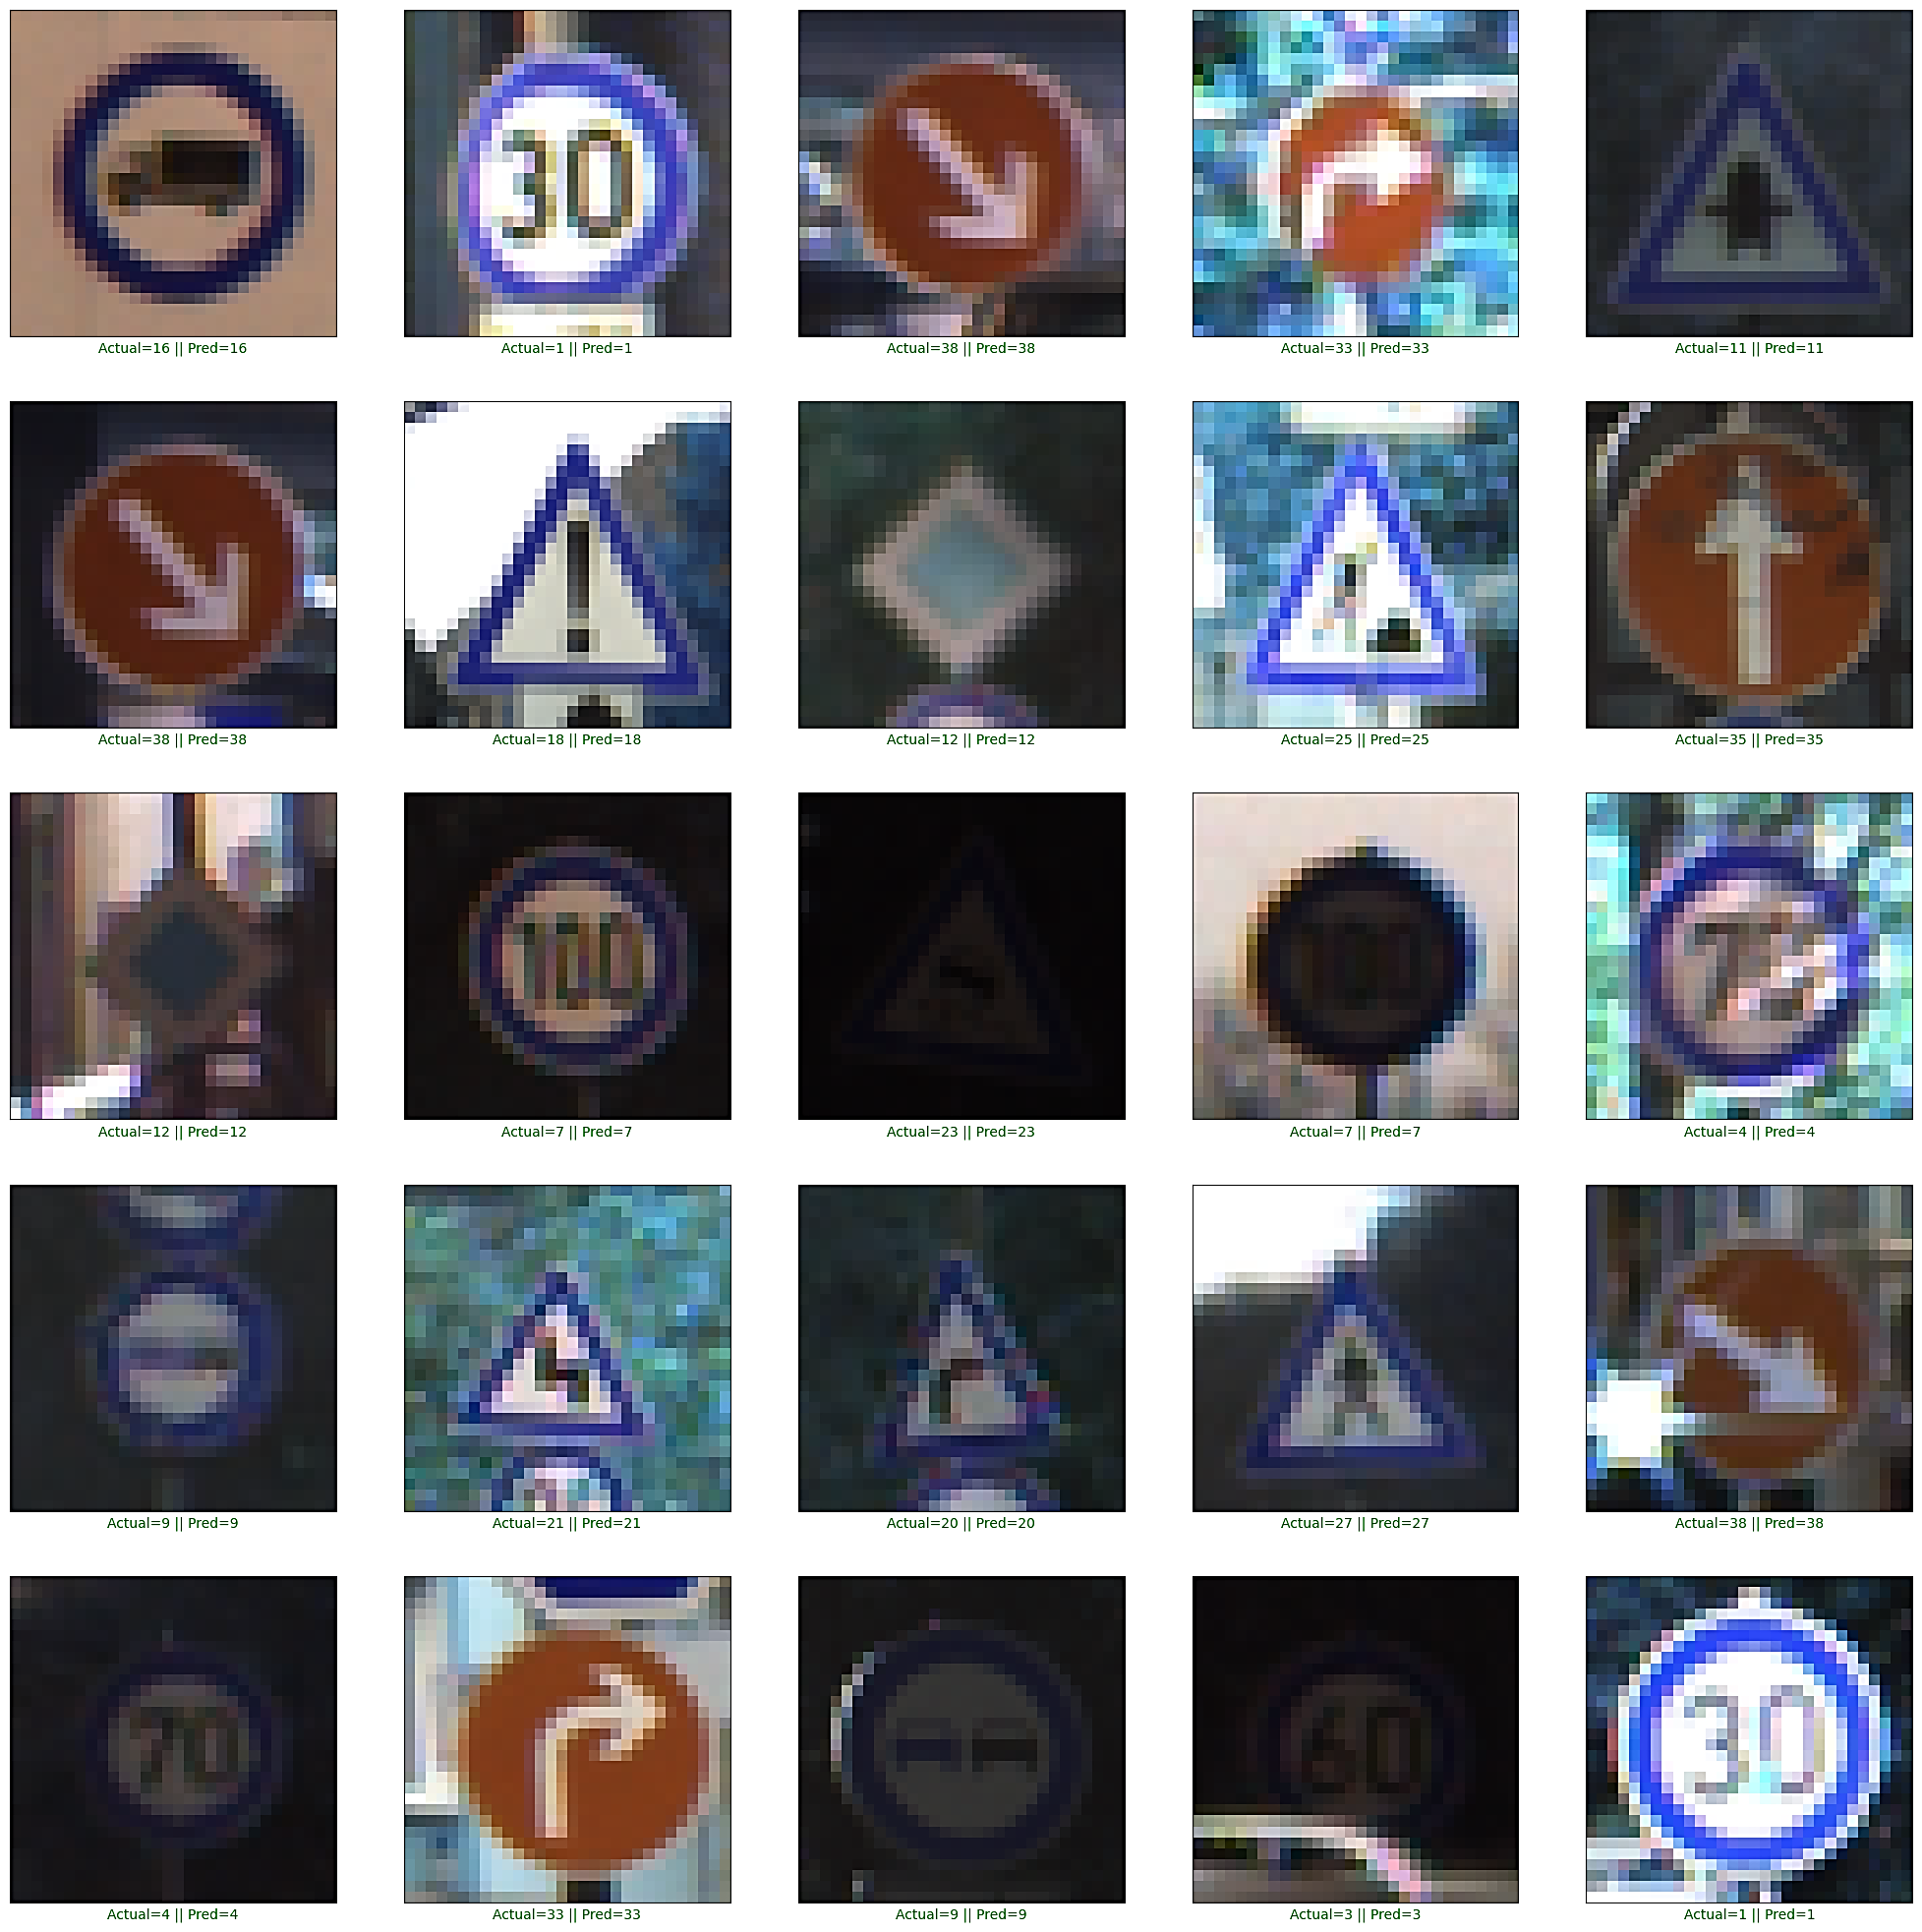 30
Actual=16 || Pred=16
Actual=1 || Pred=1
Actual=38 || Pred=38
Actual=33 || Pred=33
Actual=11 || Pred=11
Actual=38 || Pred=38
Actual=18 || Pred=18
Actual=12 || Pred=12
Actual=25 || Pred=25
Actual=35 || Pred=35
Actual=12 || Pred=12
Actual=7 || Pred=7
Actual=23 || Pred=23
Actual=7 || Pred=7
Actual=4 || Pred=4
Actual=9 || Pred=9
Actual=21 || Pred=21
Actual=20 || Pred=20
Actual=27 || Pred=27
Actual=38 || Pred=38
70
60
30
Actual=4 || Pred=4
Actual=33 || Pred=33
Actual=9 || Pred=9
Actual=3 || Pred=3
Actual=1 || Pred=1